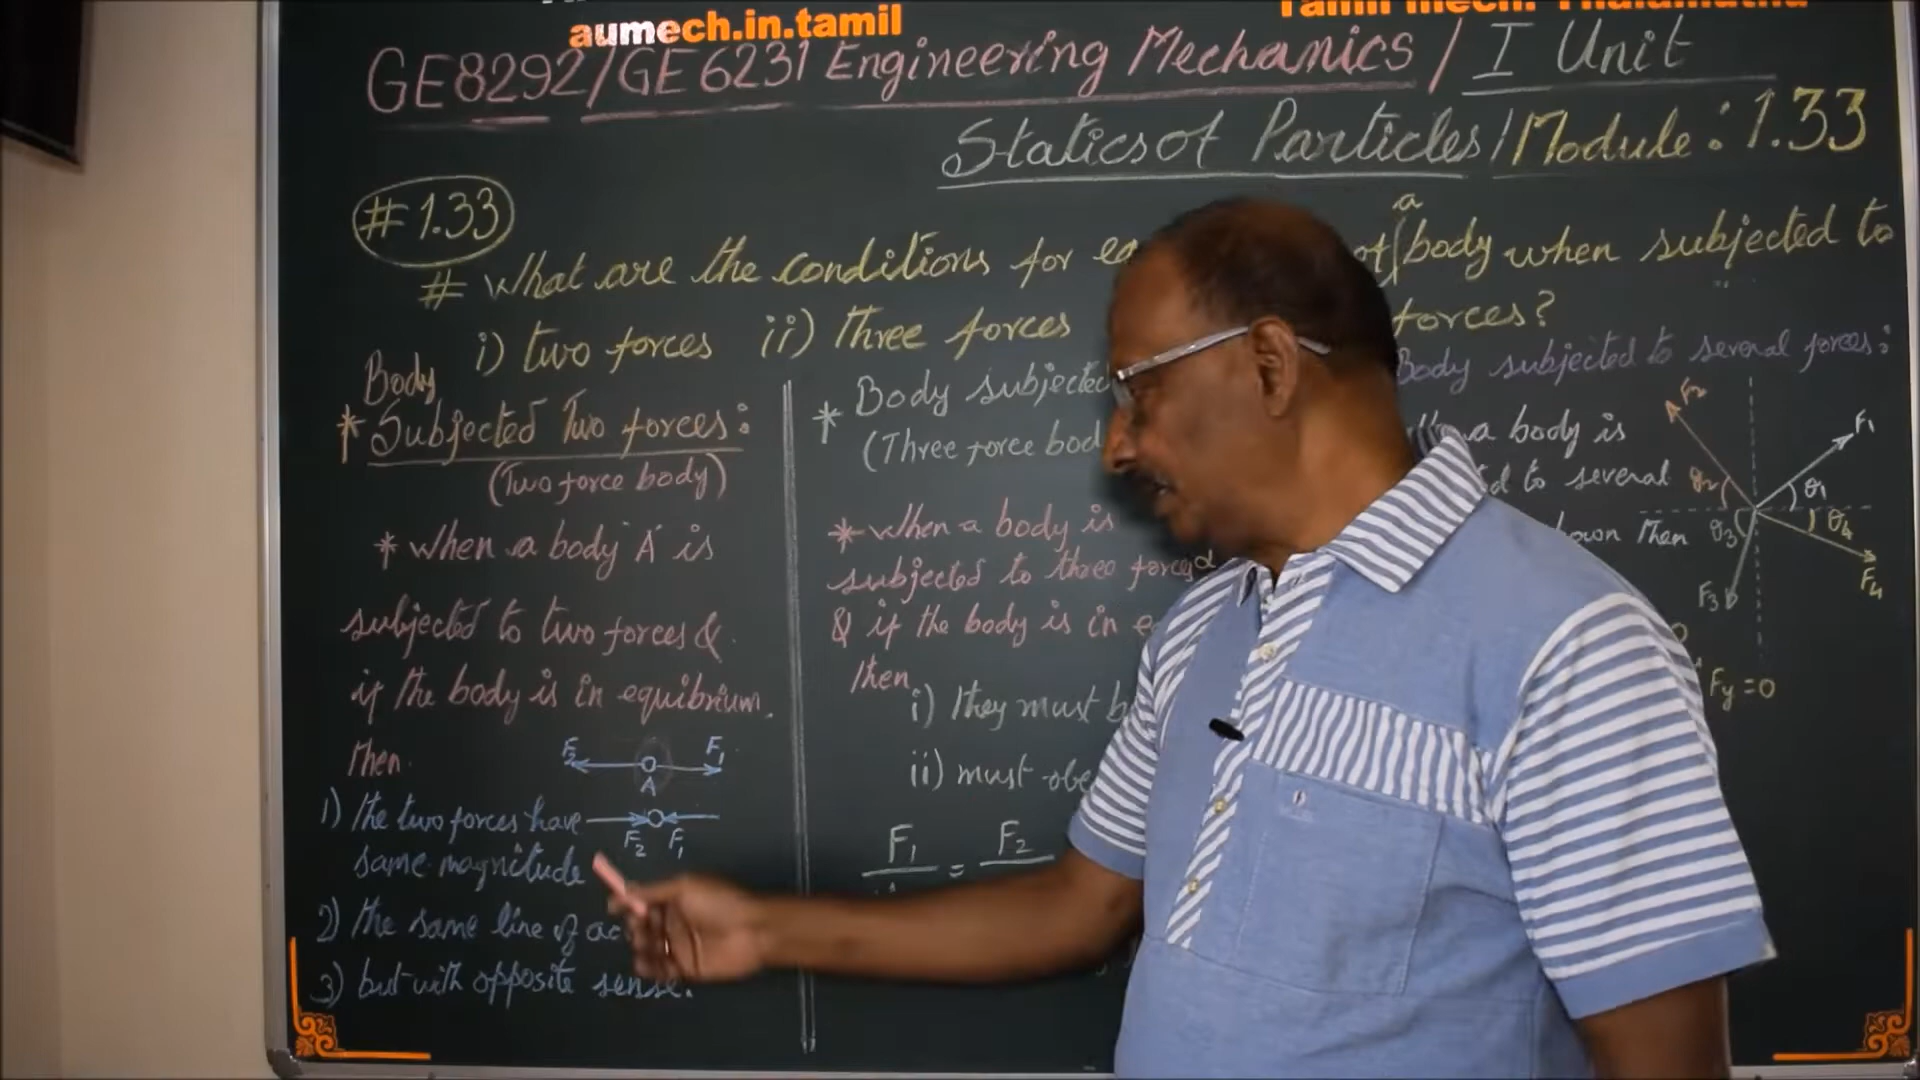 aumech.in.tamil
Tamil mech. Thalamuthu
GE8292/GE6231 Engineering Mechanics / I Unit
Statics of Particles / Module: 1.33
# 1.33
# What are the conditions for of a body when subjected to
i) two forces ii) three forces forces?
Body
* Subjected Two forces:
(Two force body)
* when a body A is
subjected to two forces &
if the body is in equibrium.
then.
F2 F1
A
F2 F1
1) the two forces have
same magnitude
2) the same line of
3) but with opposite sense.
* Body subjected
(Three force
* when a body is
subjected to three forces
& if the body is in
then
i) they must
ii) must
F1 = F2
Body subjected to several forces:
a body is
to several
then
F2 F1
θ2 θ1
θ3 θ4
F3 F4
Fy = 0